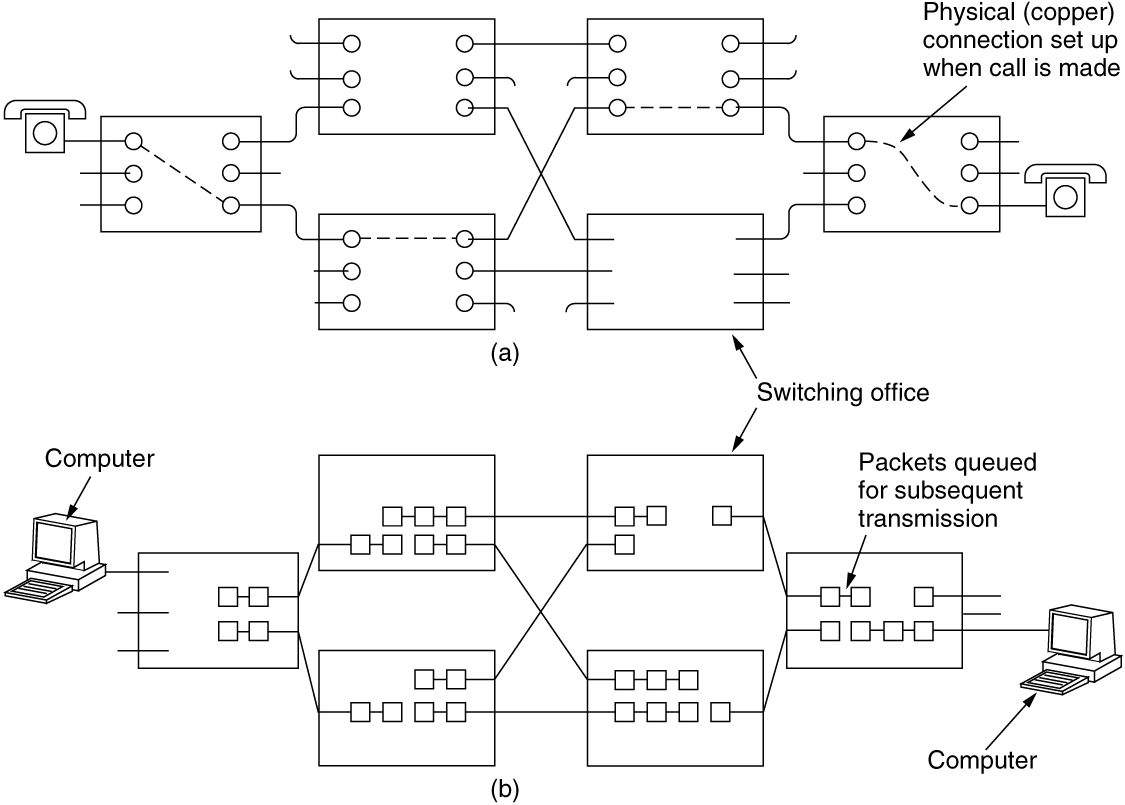 Physical (copper)
connection set up
when call is made
(a)
Switching office
Computer
Packets queued
for subsequent
transmission
Computer
(b)